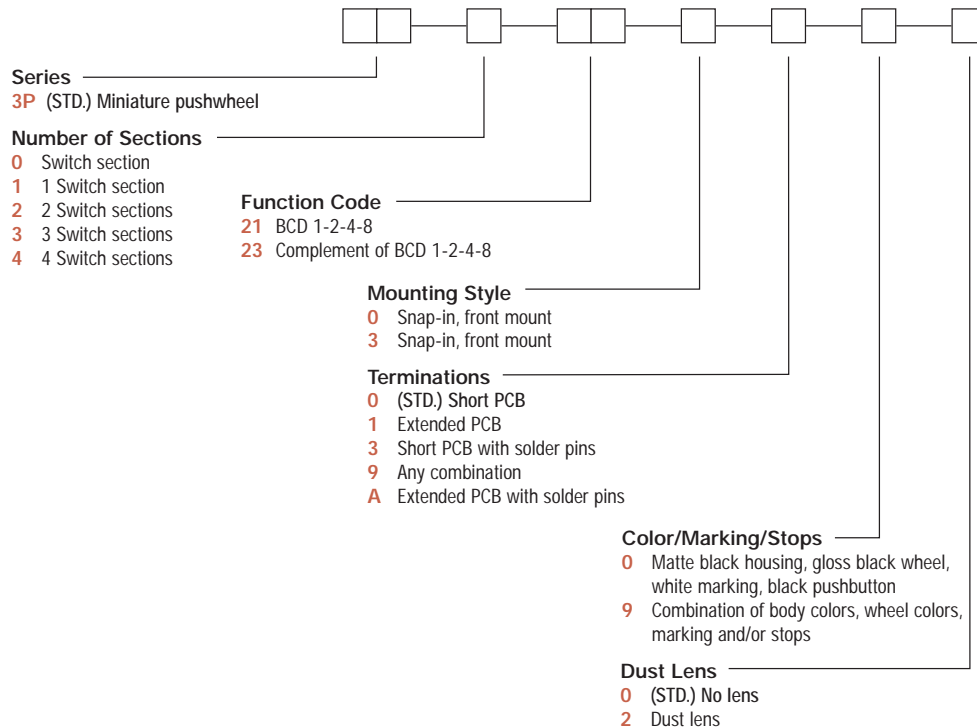 Series
3P (STD.) Miniature pushwheel
Number of Sections
0 Switch section
1 1 Switch section
2 2 Switch sections
3 3 Switch sections
4 4 Switch sections
Function Code
21 BCD 1-2-4-8
23 Complement of BCD 1-2-4-8
Mounting Style
0 Snap-in, front mount
3 Snap-in, front mount
Terminations
0 (STD.) Short PCB
1 Extended PCB
3 Short PCB with solder pins
9 Any combination
A Extended PCB with solder pins
Color/Marking/Stops
0 Matte black housing, gloss black wheel,
white marking, black pushbutton
9 Combination of body colors, wheel colors,
marking and/or stops
Dust Lens
0 (STD.) No lens
2 Dust lens